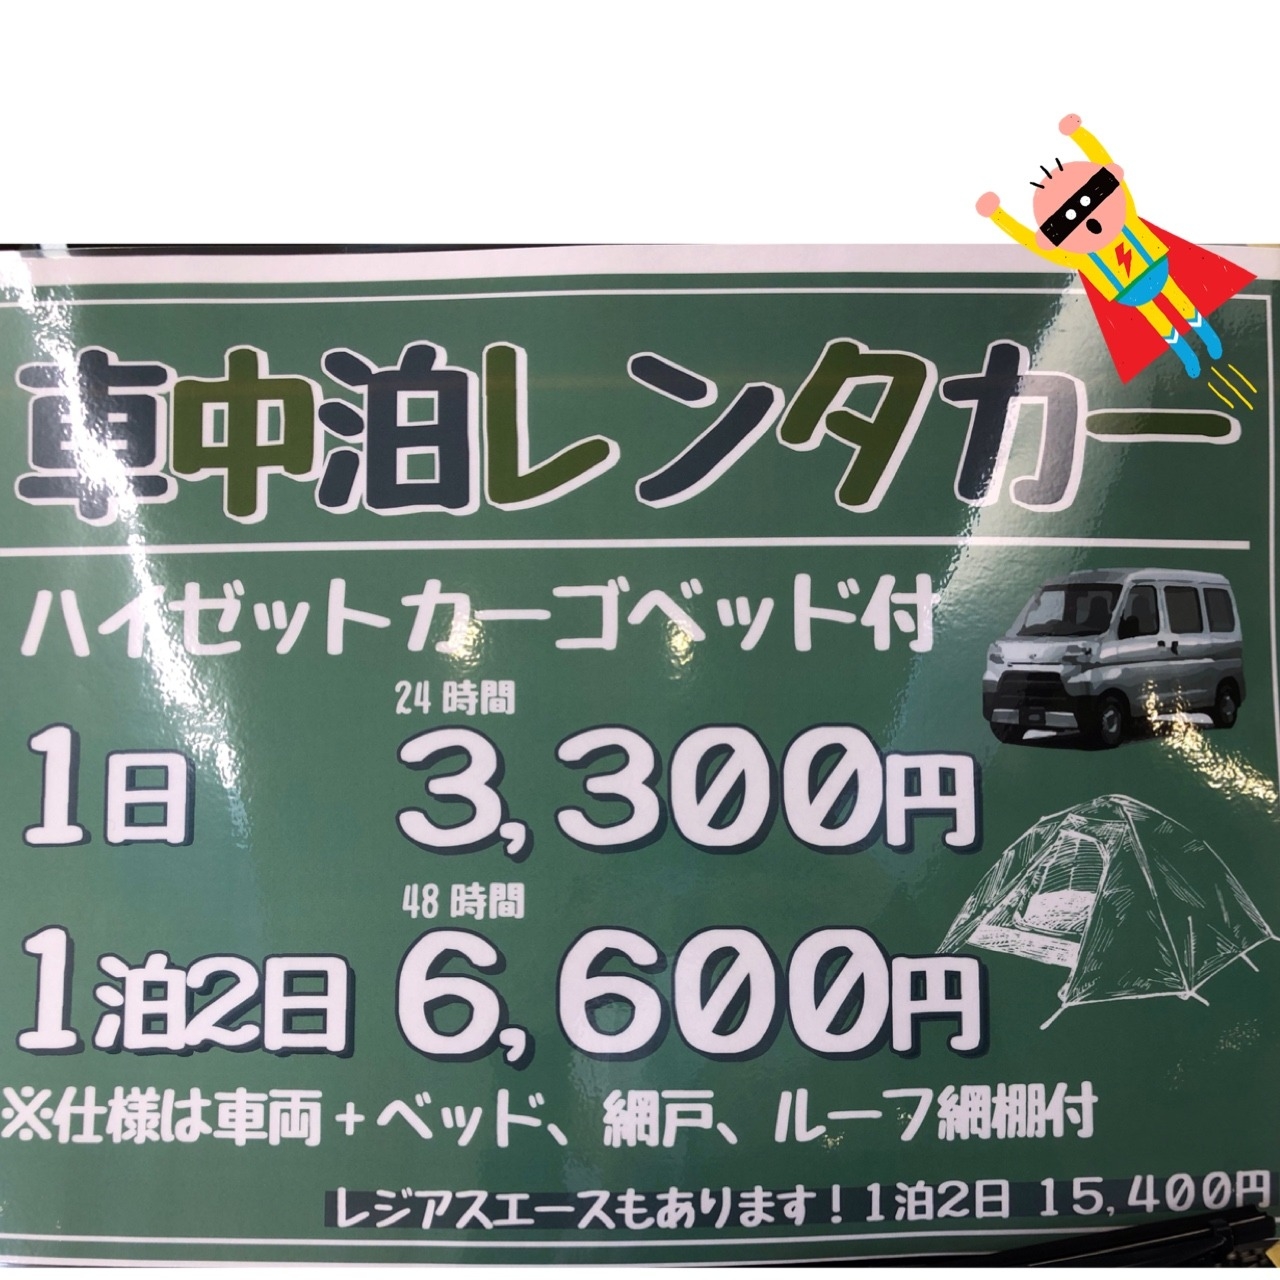 車中泊レンタカー
ハイゼットカーゴベッド付
24時間
1日 3,300円
48時間
1泊2日 6,600円
※仕様は車両+ベッド、網戸、ルーフ網棚付
レジアスエースもあります!1泊2日 15,400円